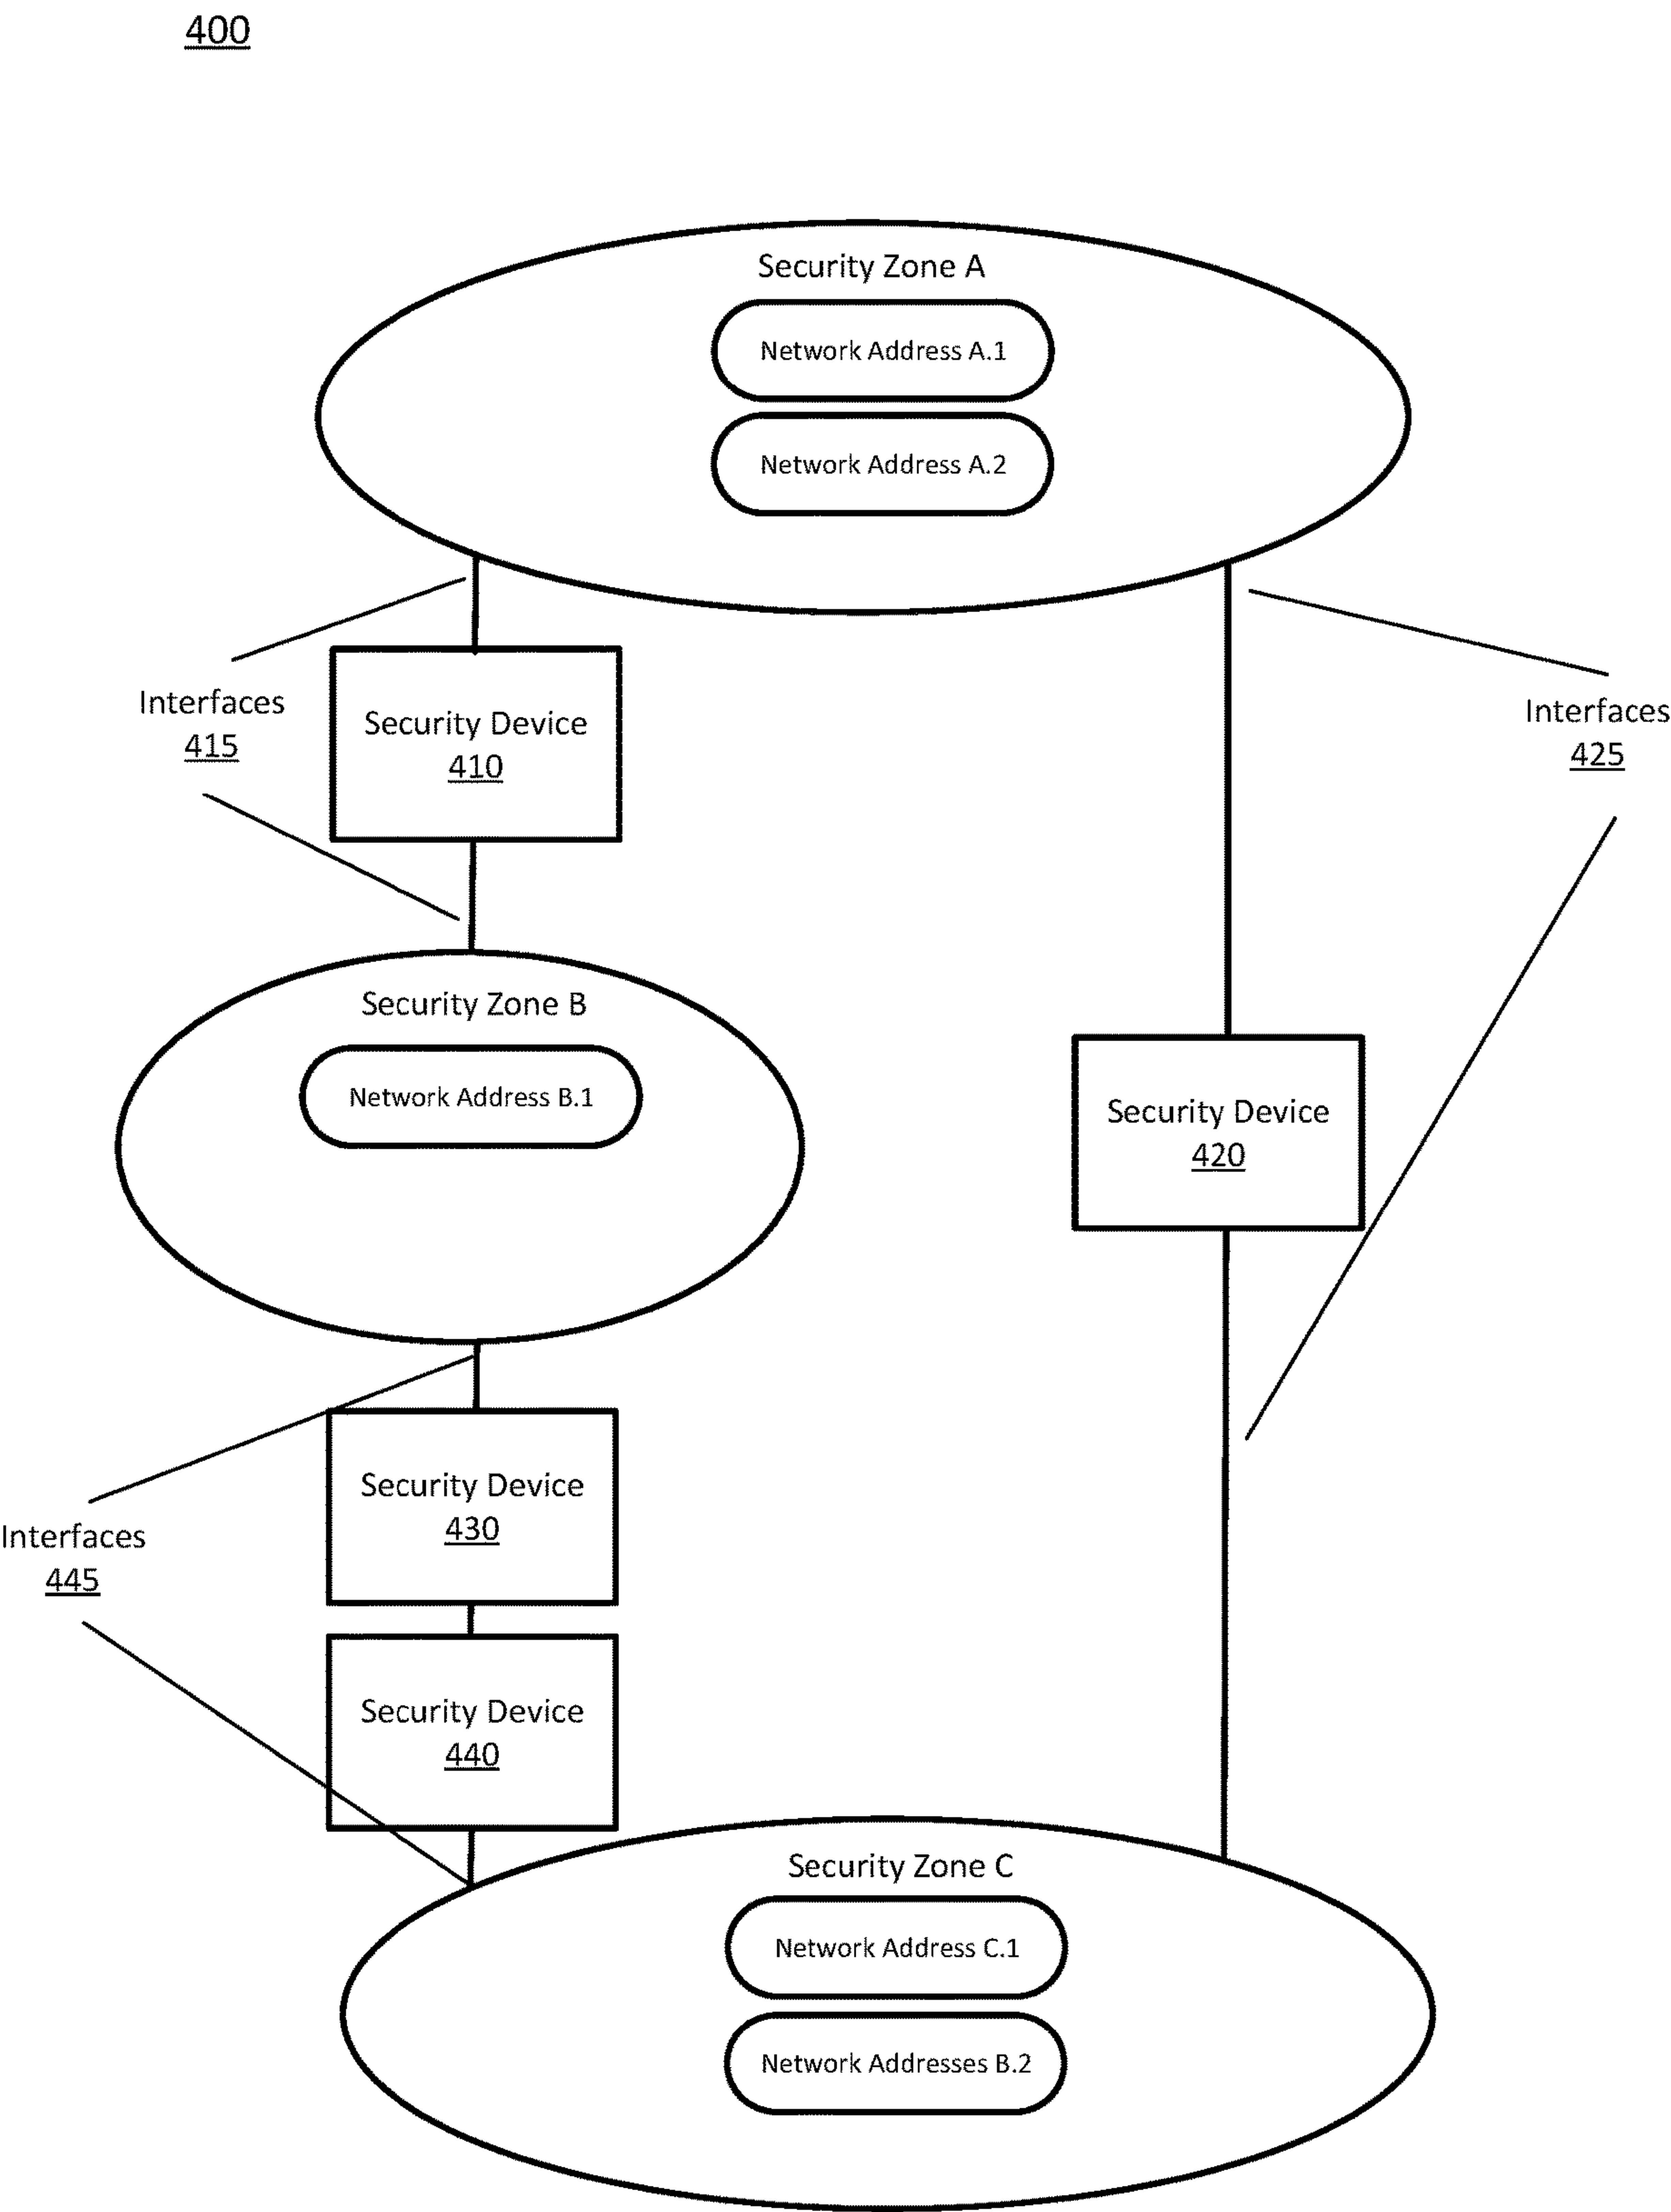 400
Security Zone A
Network Address A.1
Network Address A.2
Interfaces
415
Security Device
410
Interfaces
425
Security Zone B
Network Address B.1
Security Device
420
Security Device
430
Interfaces
445
Security Device
440
Security Zone C
Network Address C.1
Network Addresses B.2